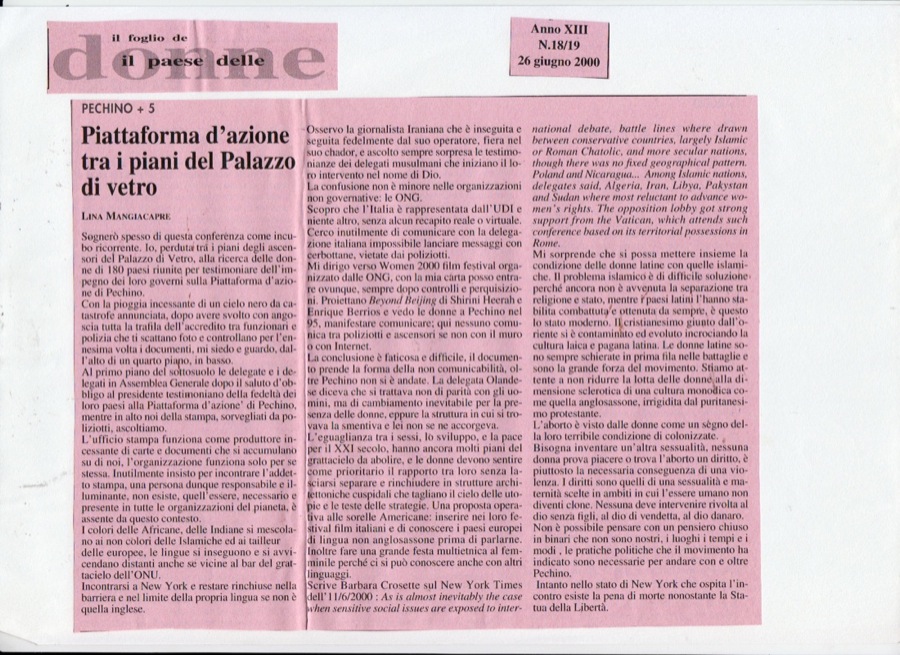 il foglio de
donne
il paese delle
Anno XIII
N.18/19
26 giugno 2000
PECHINO + 5
Piattaforma d'azione
tra i piani del Palazzo
di vetro
LINA MANGIACAPRE
Sognerò spesso di questa conferenza come incu-
bo ricorrente. Io, perduta tra i piani degli ascen-
sori del Palazzo di Vetro, alla ricerca delle don-
ne di 180 paesi riunite per testimoniare dell'im-
pegno dei loro governi sulla Piattaforma d'azio-
ne di Pechino.
Con la pioggia incessante di un cielo nero da ca-
tastrofe annunciata, dopo avere svolto con ango-
scia tutta la trafila dell'accredito tra funzionari e
polizia che ti scattano foto e controllano per l'en-
nesima volta i documenti, mi siedo e guardo, dal-
l'alto di un quarto piano, in basso.
Al primo piano del sottosuolo le delegate e i de-
legati in Assemblea Generale dopo il saluto d'ob-
bligo al presidente testimoniano della fedeltà dei
loro paesi alla Piattaforma d'azione' di Pechino,
mentre in alto noi della stampa, sorvegliati da po-
liziotti, ascoltiamo.
L'ufficio stampa funziona come produttore in-
cessante di carte e documenti che si accumulano
su di noi, l'organizzazione funziona solo per se
stessa. Inutilmente insisto per incontrare l'addet-
to stampa, una persona dunque responsabile e il-
luminante, non esiste, quell'essere, necessario e
presente in tutte le organizzazioni del pianeta, è
assente da questo contesto.
I colori delle Africane, delle Indiane si mescola-
no ai non colori delle Islamiche ed ai tailleur
delle europee, le lingue si inseguono e si avvi-
cendano distanti anche se vicine al bar del grat-
tacielo dell'ONU.
Incontrarsi a New York e restare rinchiuse nella
barriera e nel limite della propria lingua se non è
quella inglese.
Osservo la giornalista Iraniana che è inseguita e
seguita fedelmente dal suo operatore, fiera nel
suo chador, e ascolto sempre sorpresa le testimo-
nianze dei delegati musulmani che iniziano il lo-
ro intervento nel nome di Dio.
La confusione non è minore nelle organizzazioni
non governative: le ONG.
Scopro che l'Italia è rappresentata dall'UDI e
niente altro, senza alcun recapito reale o virtuale.
Cerco inutilmente di comunicare con la delega-
zione italiana impossibile lanciare messaggi con
cerbottane, vietate dai poliziotti.
Mi dirigo verso Women 2000 film festival orga-
nizzato dalle ONG, con la mia carta posso entra-
re ovunque, sempre dopo controlli e perquisizio-
ni. Proiettano Beyond Beijing di Shirini Heerah e
Enrique Berrios e vedo le donne a Pechino nel
95, manifestare comunicare; qui nessuno comu-
nica tra poliziotti e ascensori se non con il muro
o con Internet.
La conclusione è faticosa e difficile, il documen-
to prende la forma della non comunicabilità, ol-
tre Pechino non si è andate. La delegata Olande-
se diceva che si trattava non di parità con gli uo-
mini, ma di cambiamento inevitabile per la pre-
senza delle donne, eppure la struttura in cui si tro-
vava la smentiva e lei non se ne accorgeva.
L'eguaglianza tra i sessi, lo sviluppo, e la pace
per il XXI secolo, hanno ancora molti piani del
grattacielo da abolire, e le donne devono sentire
come prioritario il rapporto tra loro senza la-
sciarsi separare e rinchiudere in strutture archi-
tettoniche cuspidali che tagliano il cielo delle uto-
pie e le teste delle strategie. Una proposta opera-
tiva alle sorelle Americane: inserire nei loro fe-
stival film italiani e di conoscere i paesi europei
di lingua non anglosassone prima di parlarne.
Inoltre fare una grande festa multietnica al fem-
minile perché ci si può conoscere anche con altri
linguaggi.
Scrive Barbara Crosette sul New York Times
dell'11/6/2000 : As is almost inevitably the case
when sensitive social issues are exposed to inter-
national debate, battle lines where drawn
between conservative countries, largely Islamic
or Roman Chatolic, and more secular nations,
though there was no fixed geographical pattern.
Poland and Nicaragua... Among Islamic nations,
delegates said, Algeria, Iran, Libya, Pakystan
and Sudan where most reluctant to advance wo-
men's rights. The opposition lobby got strong
support from the Vatican, which attends such
conference based on its territorial possessions in
Rome.
Mi sorprende che si possa mettere insieme la
condizione delle donne latine con quelle islami-
che. Il problema islamico è di difficile soluzione
perché ancora non è avvenuta la separazione tra
religione e stato, mentre i paesi latini l'hanno sta-
bilita combattuta e ottenuta da sempre, è questo
lo stato moderno. Il cristianesimo giunto dall'o-
riente si è contaminato ed evoluto incrociando la
cultura laica e pagana latina. Le donne latine so-
no sempre schierate in prima fila nelle battaglie e
sono la grande forza del movimento. Stiamo at-
tente a non ridurre la lotta delle donne alla di-
mensione sclerotica di una cultura monodica co-
me quella anglosassone, irrigidita dal puritanesi-
mo protestante.
L'aborto è visto dalle donne come un segno del-
la loro terribile condizione di colonizzate.
Bisogna inventare un'altra sessualità, nessuna
donna prova piacere o trova l'aborto un diritto, è
piuttosto la necessaria conseguenza di una vio-
lenza. I diritti sono quelli di una sessualità e ma-
ternità scelte in ambiti in cui l'essere umano non
diventi clone. Nessuna deve intervenire rivolta al
dio senza figli, al dio di vendetta, al dio danaro.
Non è possibile pensare con un pensiero chiuso
in binari che non sono nostri, i luoghi i tempi e i
modi , le pratiche politiche che il movimento ha
indicato sono necessarie per andare con e oltre
Pechino.
Intanto nello stato di New York che ospita l'in-
contro esiste la pena di morte nonostante la Sta-
tua della Libertà.